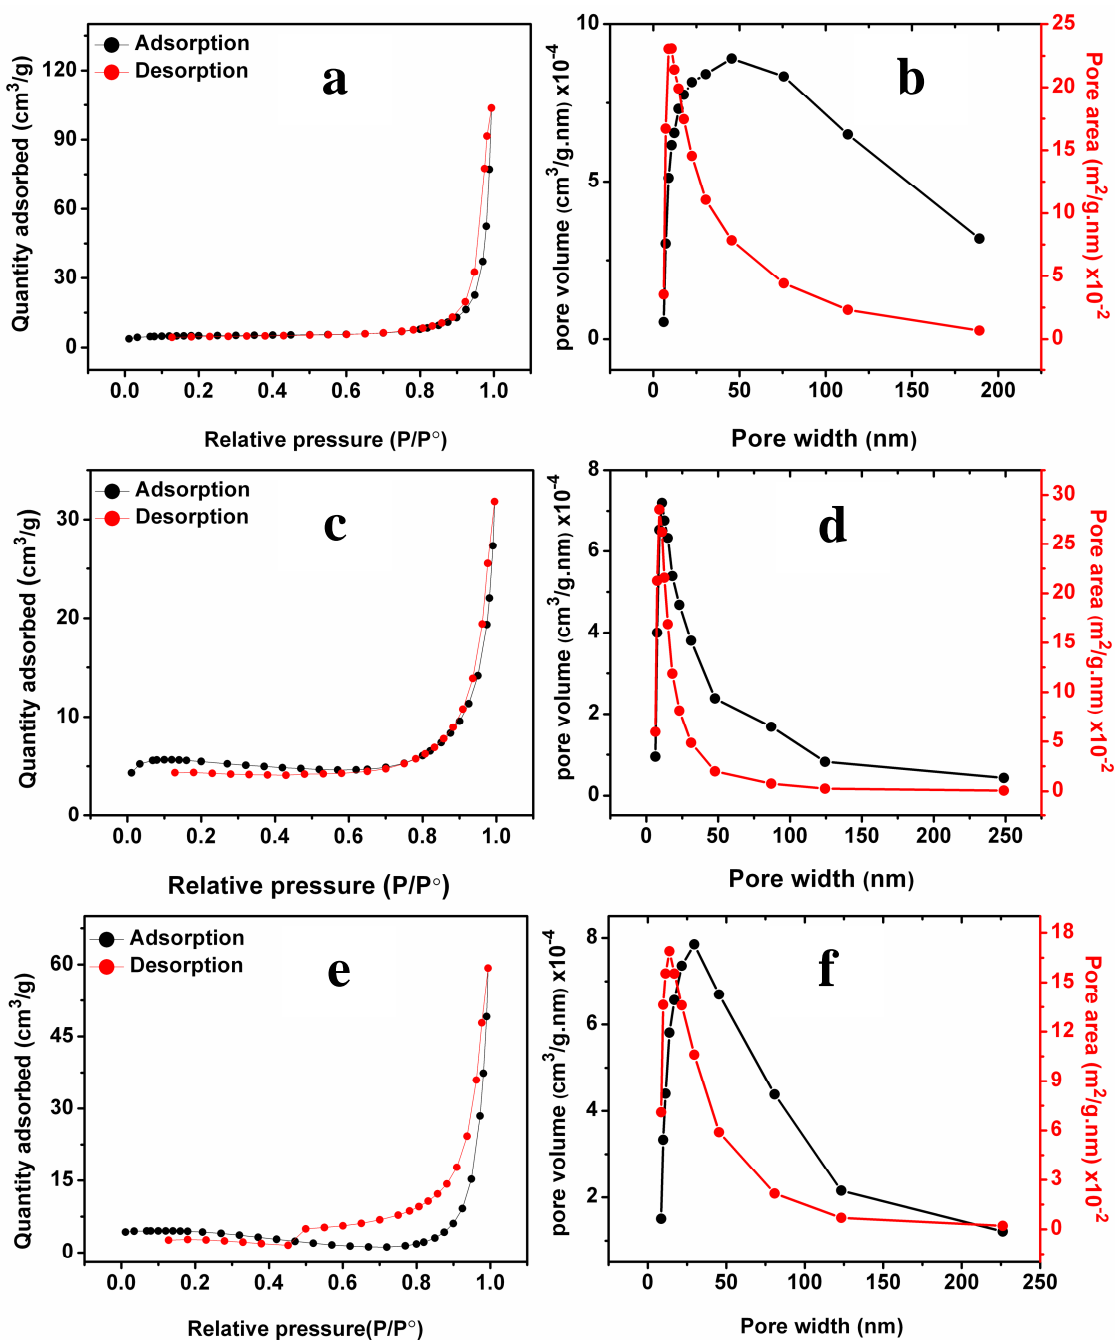 Adsorption
Desorption
a
Quantity adsorbed (cm³/g)
120
90
60
30
0
0.0 0.2 0.4 0.6 0.8 1.0
Relative pressure (P/P°)
b
pore volume (cm³/g.nm) x10⁻⁴
10
5
0
0 50 100 150 200
Pore width (nm)
25
20
15
10
5
0
Pore area (m²/g.nm) x10⁻²
Adsorption
Desorption
c
Quantity adsorbed (cm³/g)
30
20
10
0
0.0 0.2 0.4 0.6 0.8 1.0
Relative pressure (P/P°)
d
pore volume (cm³/g.nm) x10⁻⁴
8
6
4
2
0
0 50 100 150 200 250
Pore width (nm)
30
25
20
15
10
5
0
Pore area (m²/g.nm) x10⁻²
Adsorption
Desorption
e
Quantity adsorbed (cm³/g)
60
45
30
15
0
0.0 0.2 0.4 0.6 0.8 1.0
Relative pressure(P/P°)
f
pore volume (cm³/g.nm) x10⁻⁴
8
6
4
2
0 50 100 150 200 250
Pore width (nm)
18
15
12
9
6
3
0
Pore area (m²/g.nm) x10⁻²